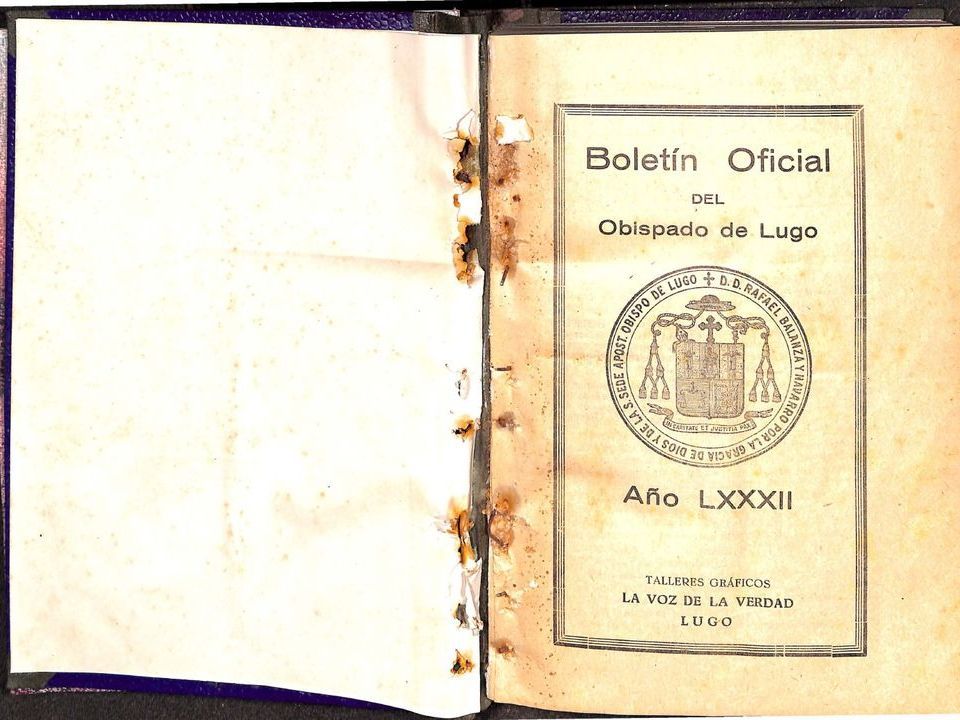 Boletín Oficial
DEL
Obispado de Lugo
D. D. RAFAEL BALANZA Y NAVARRO POR LA GRACIA DE DIOS Y DE LA S. SEDE APOST. OBISPO DE LUGO
IN CARITATE ET JUSTITIA PAX
Año LXXXII
TALLERES GRÁFICOS
LA VOZ DE LA VERDAD
LUGO